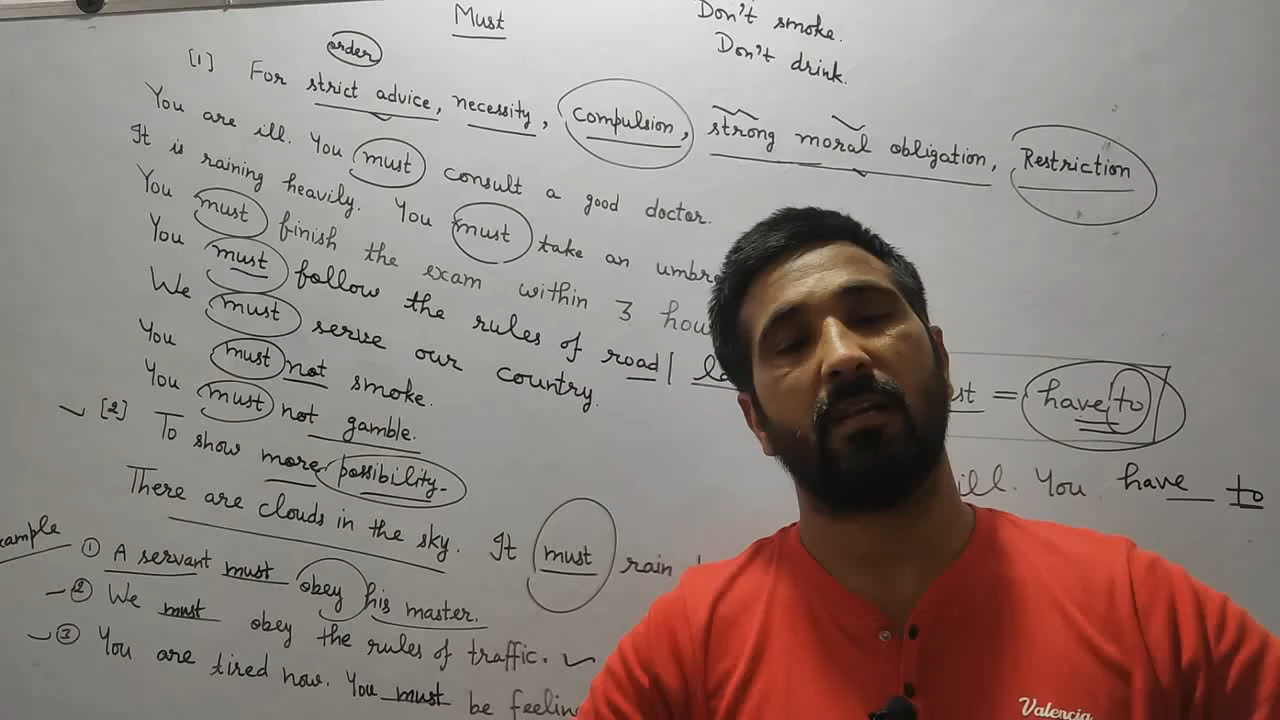 Must
Don't smoke.
Don't drink.
order
[1] For strict advice, necessity, compulsion, strong moral obligation, Restriction
You are ill. You must consult a good doctor.
It is raining heavily. You must take an
You must finish the exam within 3
You must follow the rules of road /
We must serve our country.
You must not smoke.
You must not gamble.
= have to
ill. You have to
[2] To show more possibility.
There are clouds in the sky. It must rain
① A servant must obey his master.
② We must obey the rules of traffic.
③ You are tired now. You must be
Valencia